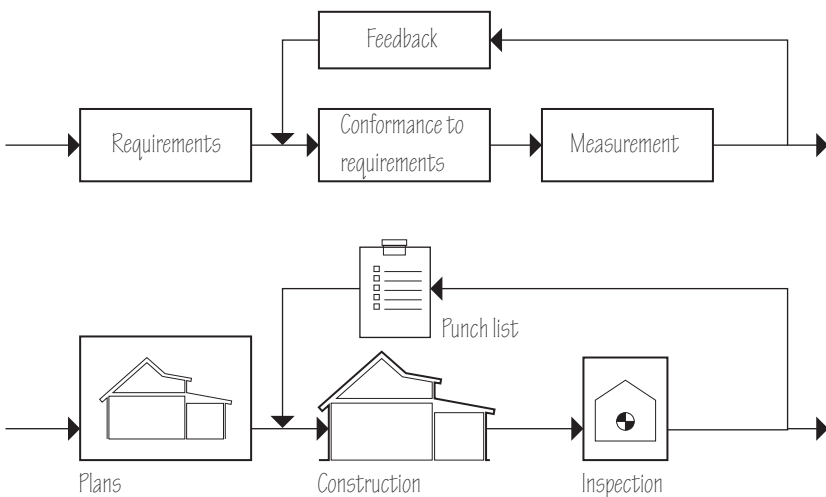 Feedback
Requirements
Conformance to
requirements
Measurement
Punch list
Plans
Construction
Inspection